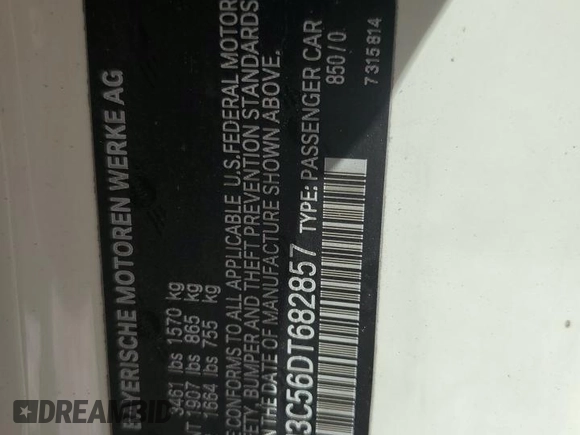 BAYERISCHE MOTOREN WERKE AG
3461 lbs 1570 kg
NT 1907 lbs 865 kg
1664 lbs 755 kg
CONFORMS TO ALL APPLICABLE U.S. FEDERAL MOTOR
BUMPER AND THEFT PREVENTION STANDARDS
DATE OF MANUFACTURE SHOWN ABOVE.
3C56DT682857 TYPE: PASSENGER CAR
850/0
7315814
DREAMBID